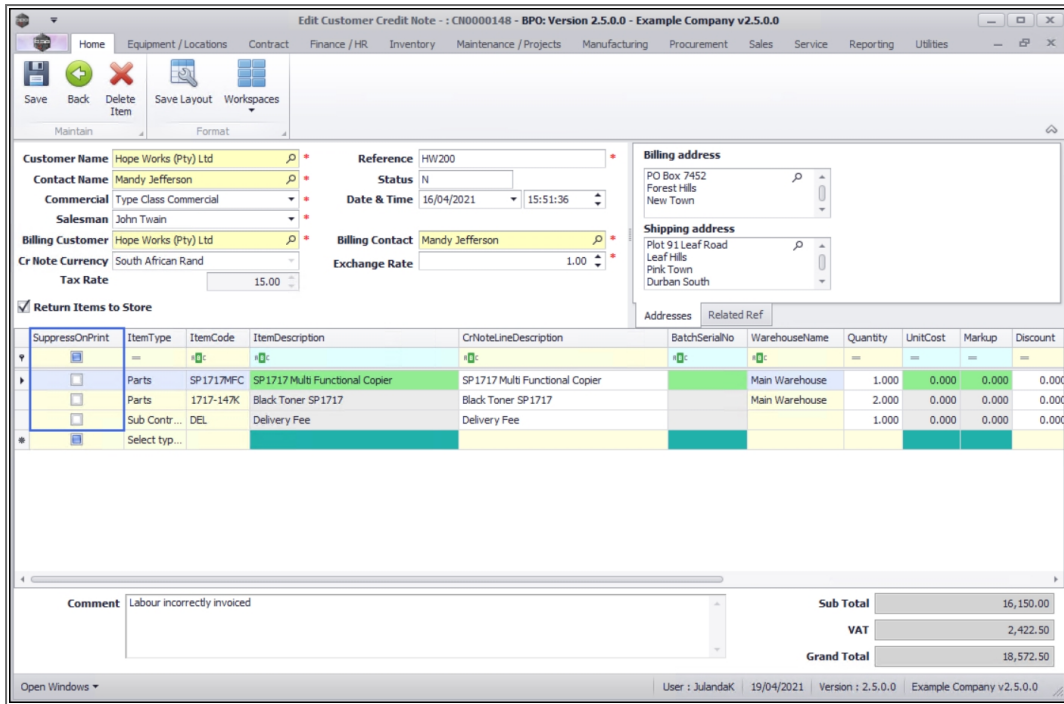 Edit Customer Credit Note - : CN0000148 - BPO: Version 2.5.0.0 - Example Company v2.5.0.0
Home Equipment / Locations Contract Finance / HR Inventory Maintenance / Projects Manufacturing Procurement Sales Service Reporting Utilities
Save Back Delete Item Save Layout Workspaces
Maintain Format
Customer Name Hope Works (Pty) Ltd * Reference HW200 *
Contact Name Mandy Jefferson * Status N
Commercial Type Class Commercial * Date & Time 16/04/2021 15:51:36
Salesman John Twain *
Billing Customer Hope Works (Pty) Ltd * Billing Contact Mandy Jefferson *
Cr Note Currency South African Rand Exchange Rate 1.00 *
Tax Rate 15.00
Return Items to Store
Billing address
PO Box 7452
Forest Hills
New Town
Shipping address
Plot 91 Leaf Road
Leaf Hills
Pink Town
Durban South
Addresses Related Ref
SuppressOnPrint ItemType ItemCode ItemDescription CrNoteLineDescription BatchSerialNo WarehouseName Quantity UnitCost Markup Discount
Parts SP1717MFC SP1717 Multi Functional Copier SP1717 Multi Functional Copier Main Warehouse 1.000 0.000 0.000 0.000
Parts 1717-147K Black Toner SP1717 Black Toner SP1717 Main Warehouse 2.000 0.000 0.000 0.000
Sub Contr... DEL Delivery Fee Delivery Fee 1.000 0.000 0.000 0.000
Select typ...
Comment Labour incorrectly invoiced
Sub Total 16,150.00
VAT 2,422.50
Grand Total 18,572.50
Open Windows User : JulandaK 19/04/2021 Version : 2.5.0.0 Example Company v2.5.0.0